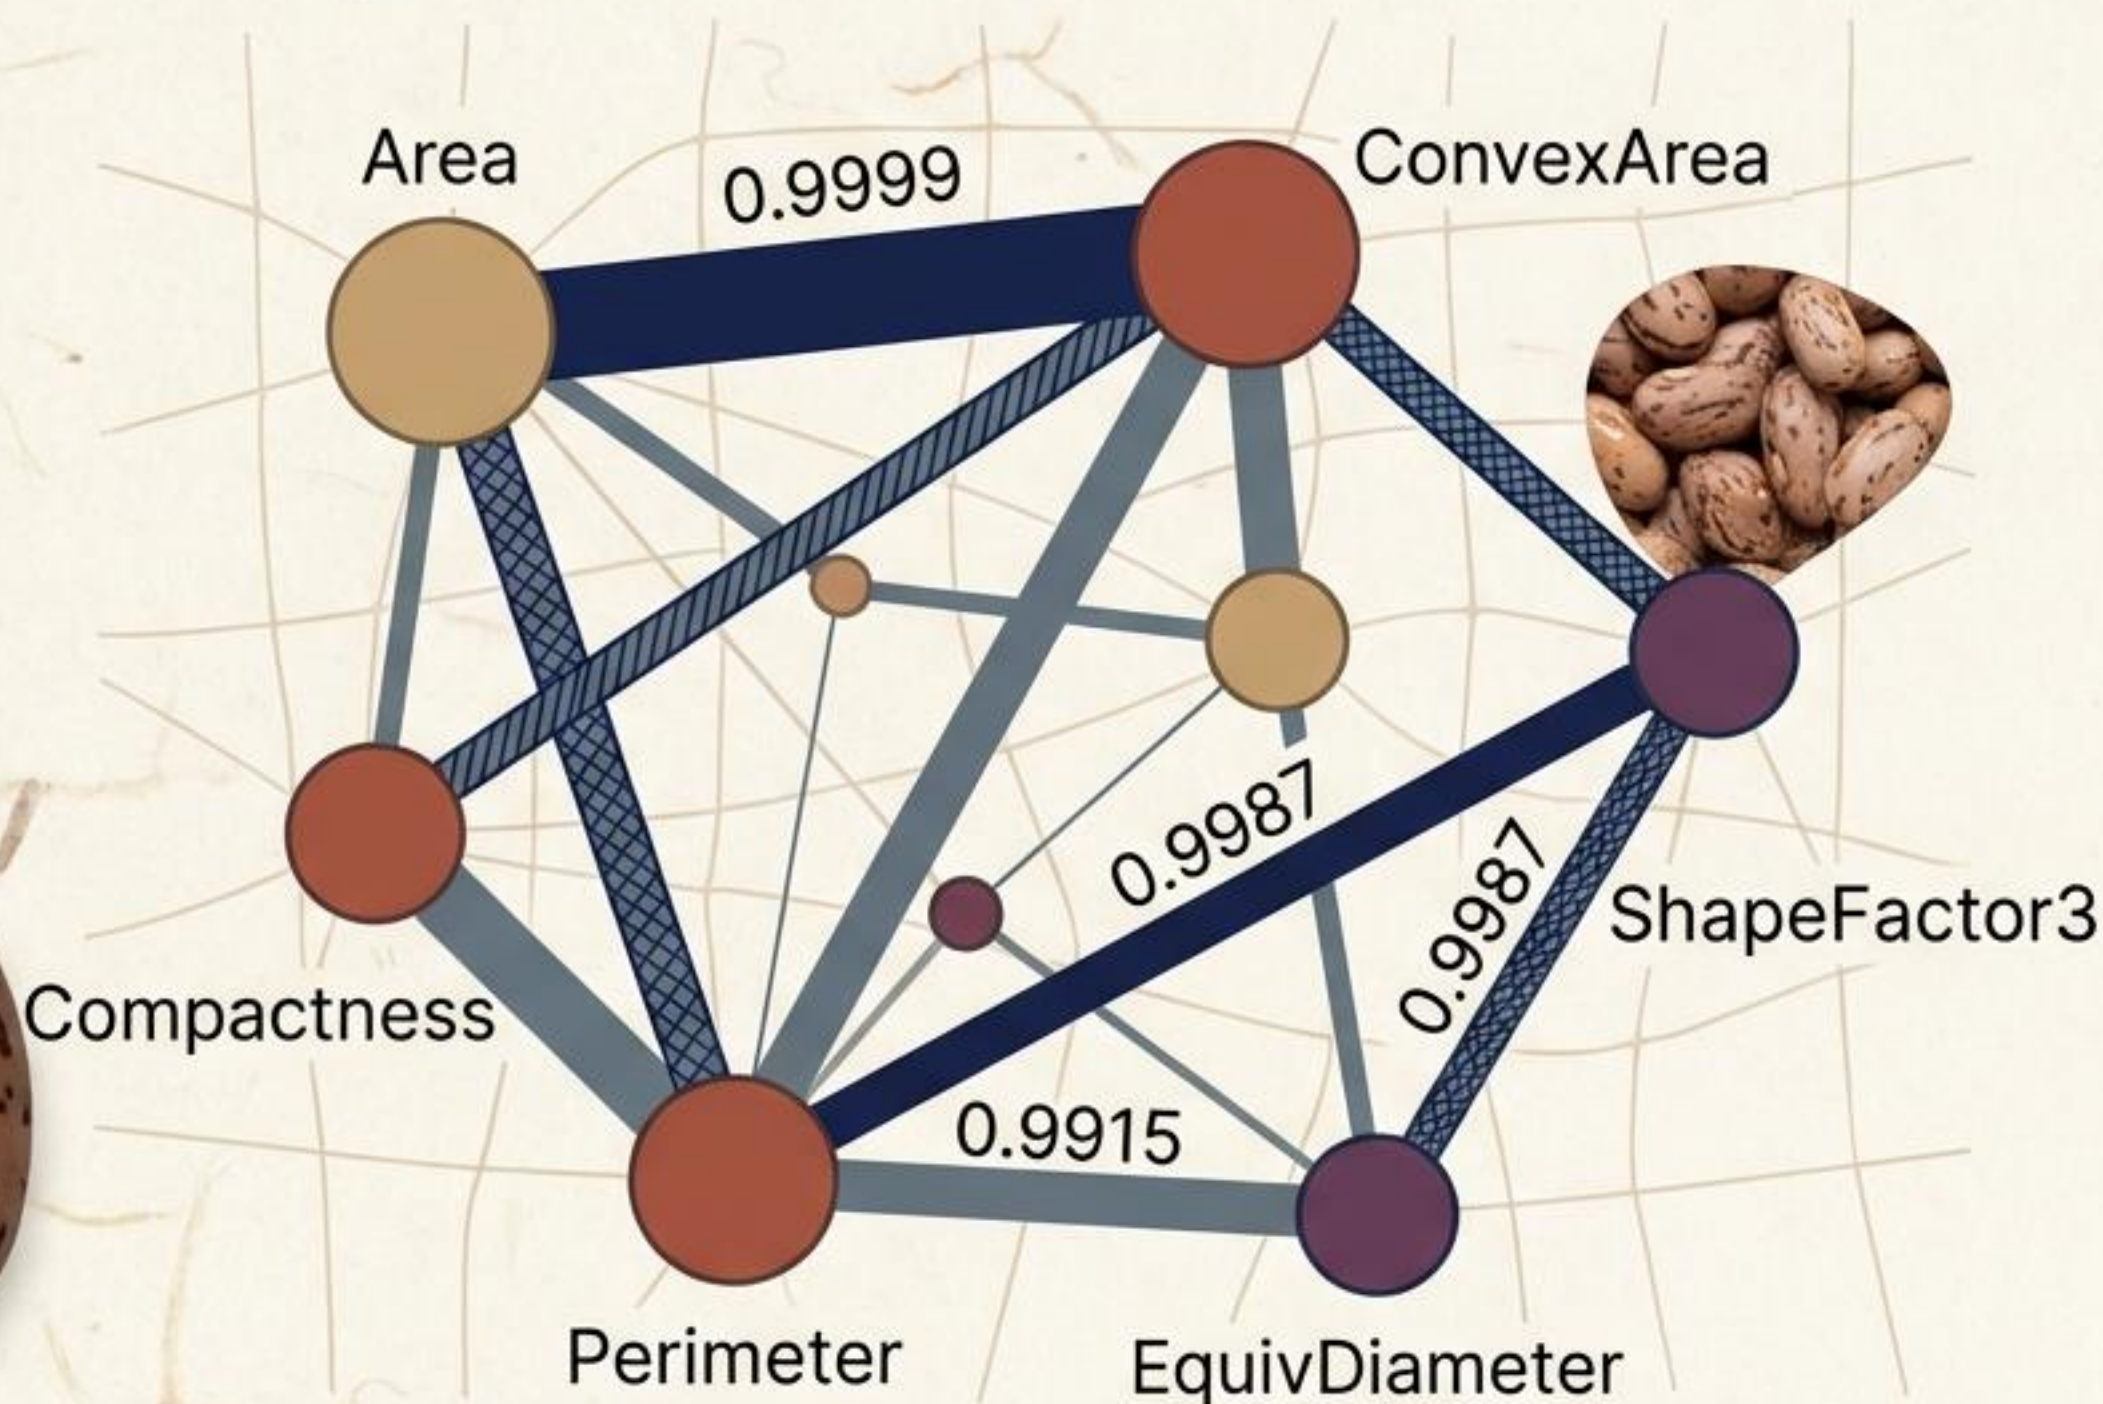 Area
0.9999
ConvexArea
0.9987
0.9987
ShapeFactor3
Compactness
0.9915
Perimeter
EquivDiameter